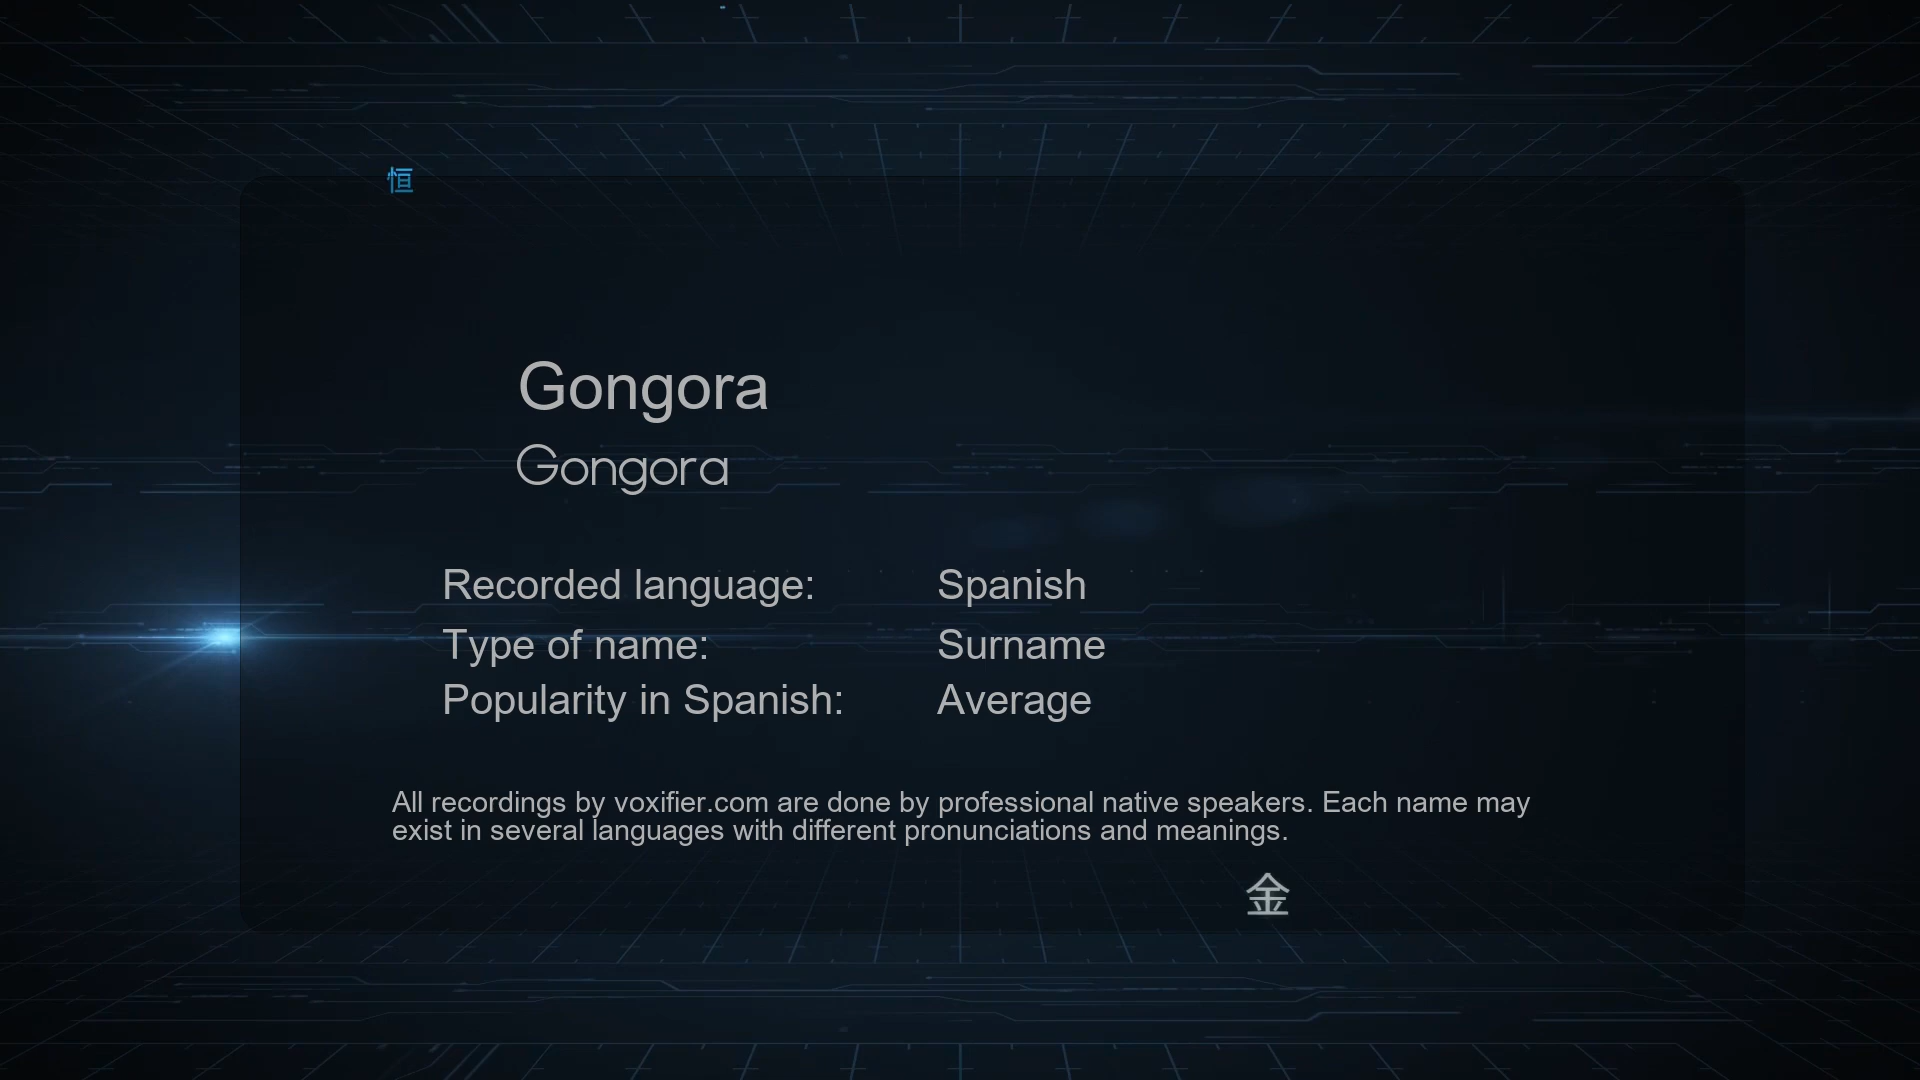 恒
Gongora
Gongora
Recorded language: Spanish
Type of name: Surname
Popularity in Spanish: Average
All recordings by voxifier.com are done by professional native speakers. Each name may
exist in several languages with different pronunciations and meanings.
金